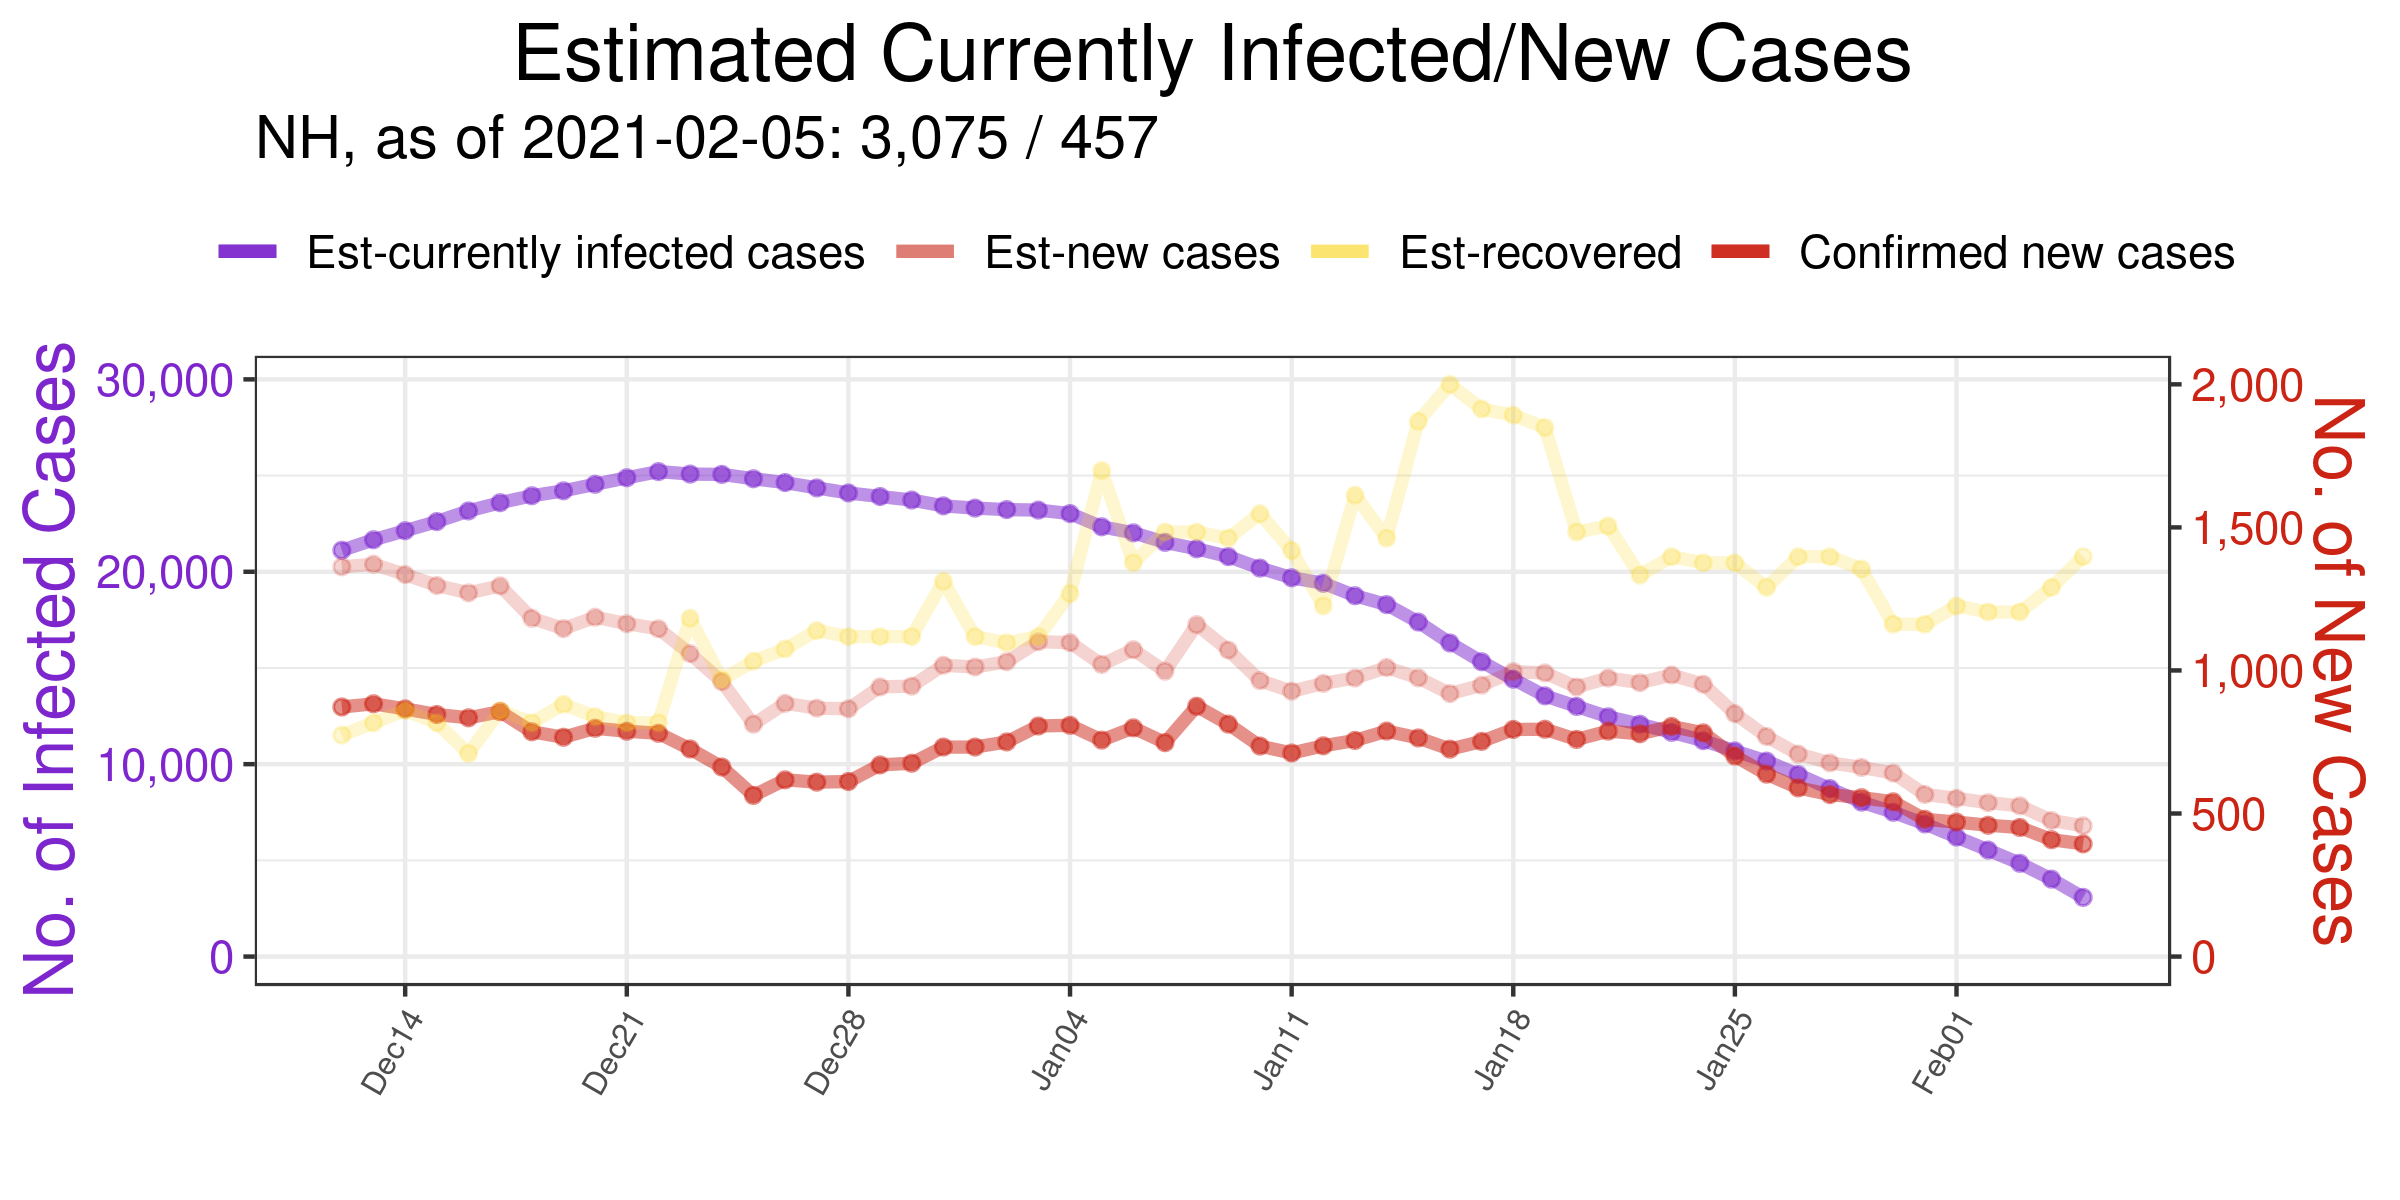 Estimated Currently Infected/New Cases
NH, as of 2021-02-05: 3,075 / 457
Est-currently infected cases Est-new cases Est-recovered Confirmed new cases
No. of Infected Cases
30,000
20,000
10,000
0
2,000
1,500
1,000
500
0
No. of New Cases
Dec14 Dec21 Dec28 Jan04 Jan11 Jan18 Jan25 Feb01